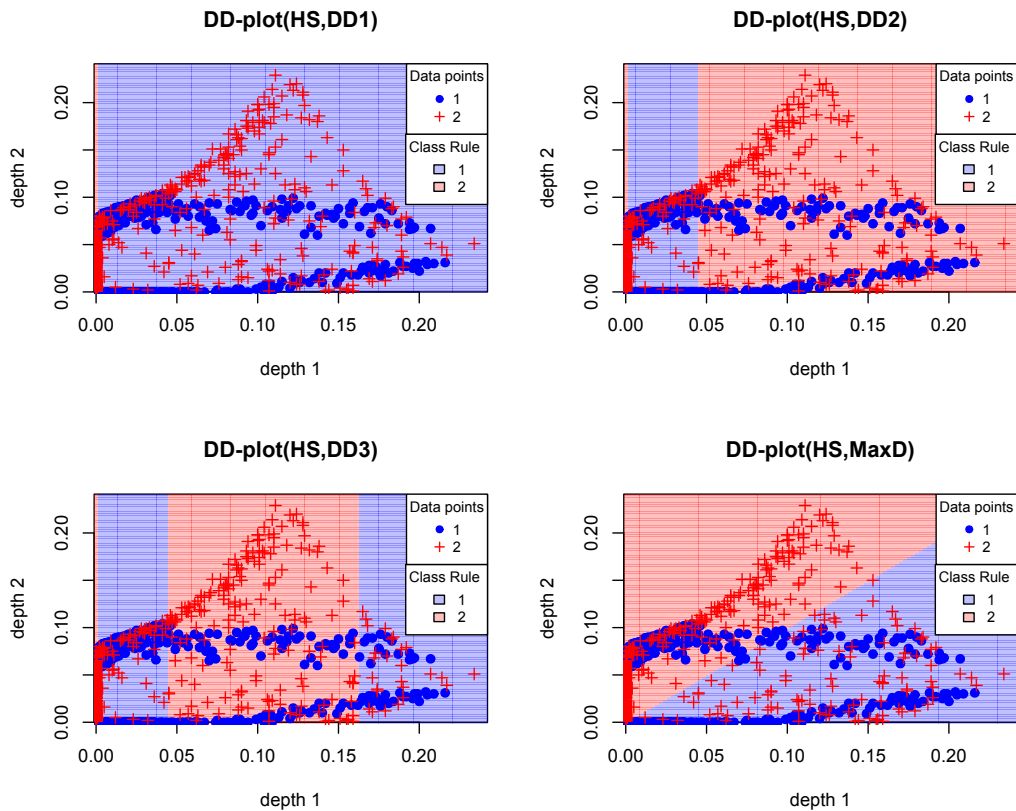 DD-plot(HS,DD1)
depth 2
0.00 0.10 0.20
Data points
1
2
Class Rule
1
2
0.00 0.05 0.10 0.15 0.20
depth 1
DD-plot(HS,DD2)
depth 2
0.00 0.10 0.20
Data points
1
2
Class Rule
1
2
0.00 0.05 0.10 0.15 0.20
depth 1
DD-plot(HS,DD3)
depth 2
0.00 0.10 0.20
Data points
1
2
Class Rule
1
2
0.00 0.05 0.10 0.15 0.20
depth 1
DD-plot(HS,MaxD)
depth 2
0.00 0.10 0.20
Data points
1
2
Class Rule
1
2
0.00 0.05 0.10 0.15 0.20
depth 1